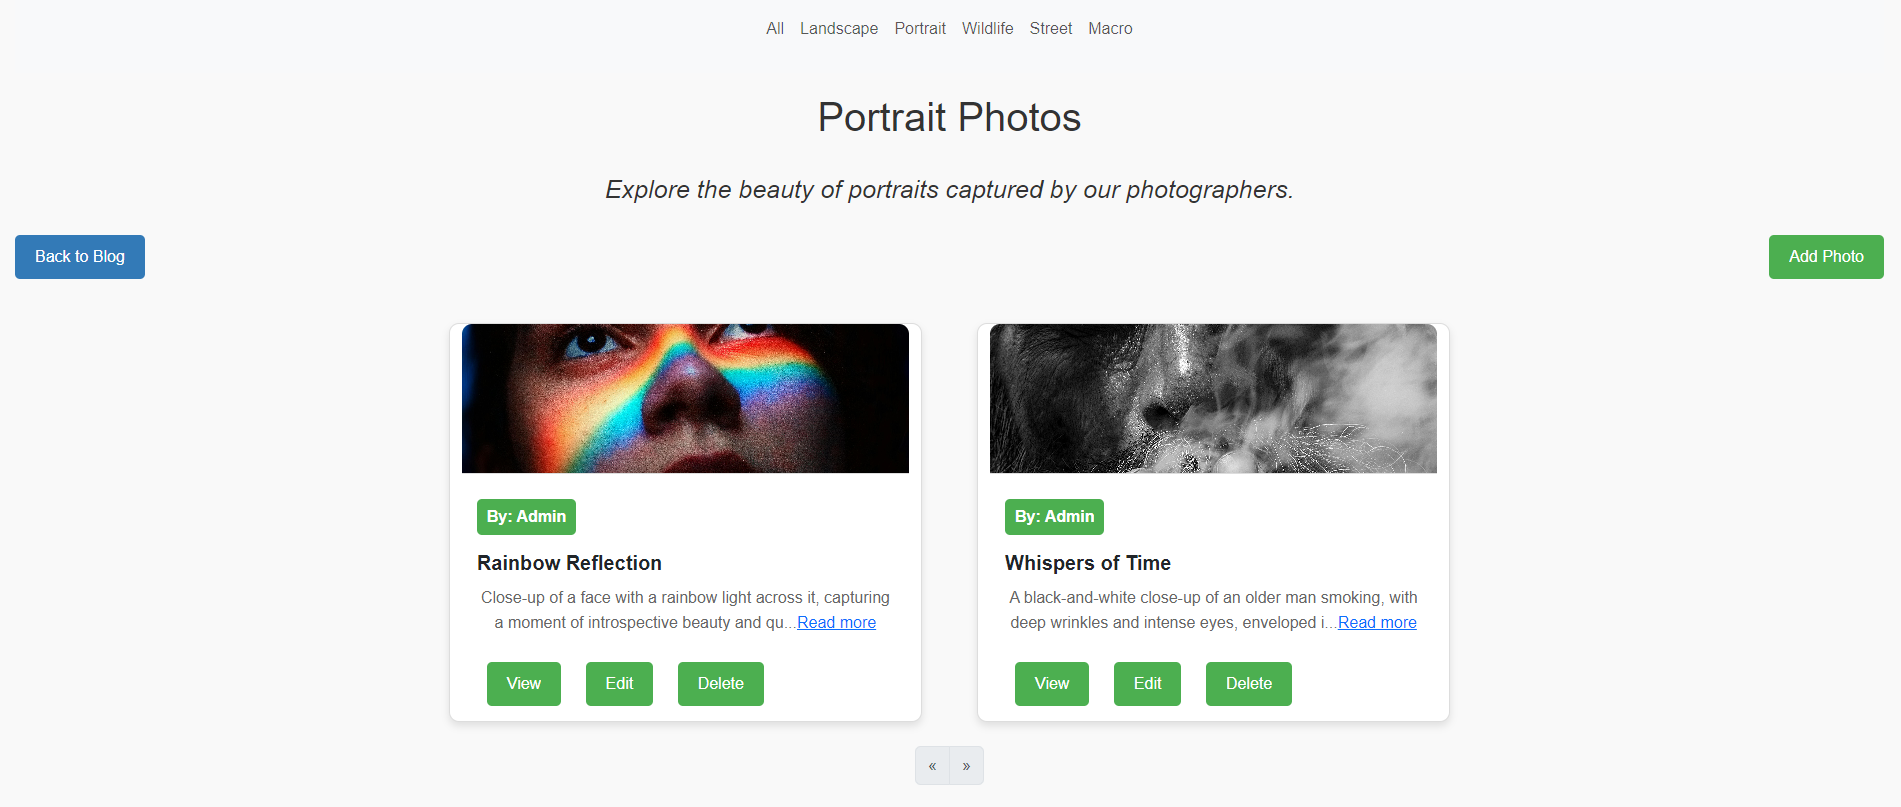 All Landscape Portrait Wildlife Street Macro
Portrait Photos
Explore the beauty of portraits captured by our photographers.
Back to Blog
Add Photo
By: Admin
Rainbow Reflection
Close-up of a face with a rainbow light across it, capturing
a moment of introspective beauty and qu...Read more
View Edit Delete
By: Admin
Whispers of Time
A black-and-white close-up of an older man smoking, with
deep wrinkles and intense eyes, enveloped i...Read more
View Edit Delete
« »